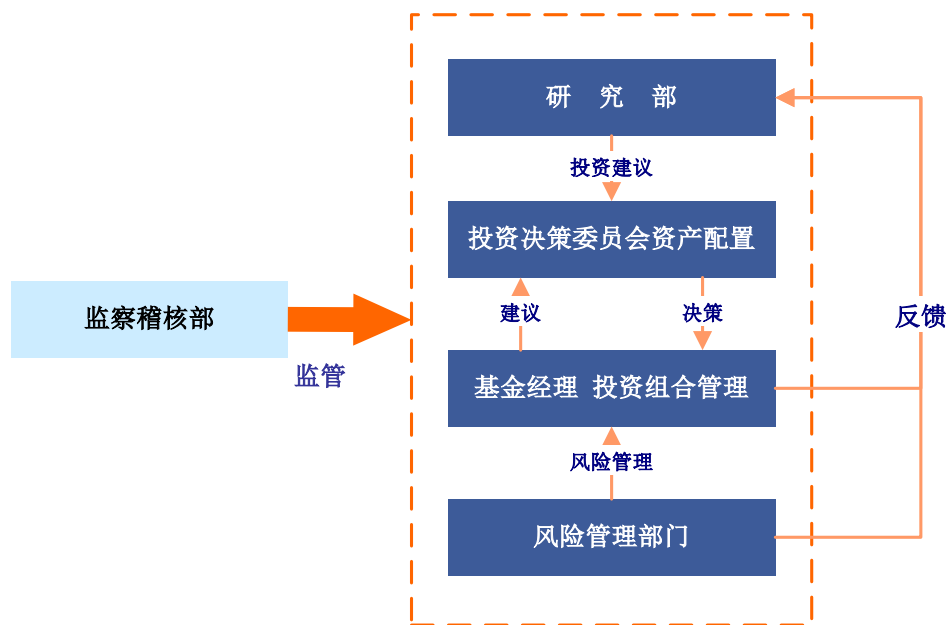 研 究 部
投资建议
投资决策委员会资产配置
建议
决策
监察稽核部
监管
反馈
基金经理 投资组合管理
风险管理
风险管理部门